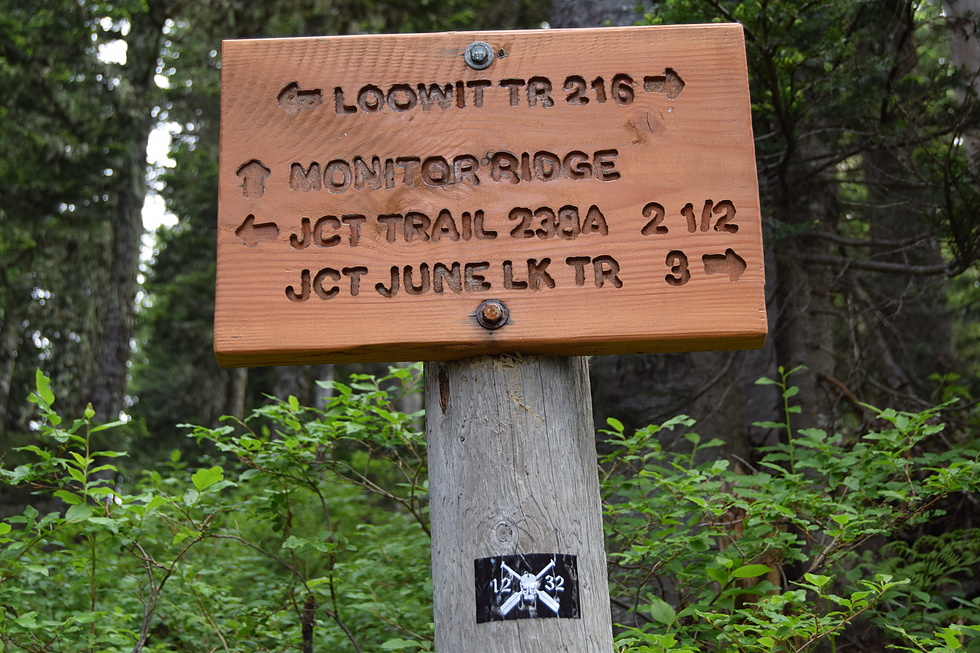 ← LOOWIT TR 216 →
↑ MONITOR RIDGE
← JCT TRAIL 238A 2 1/2
JCT JUNE LK TR 3 →
12 32